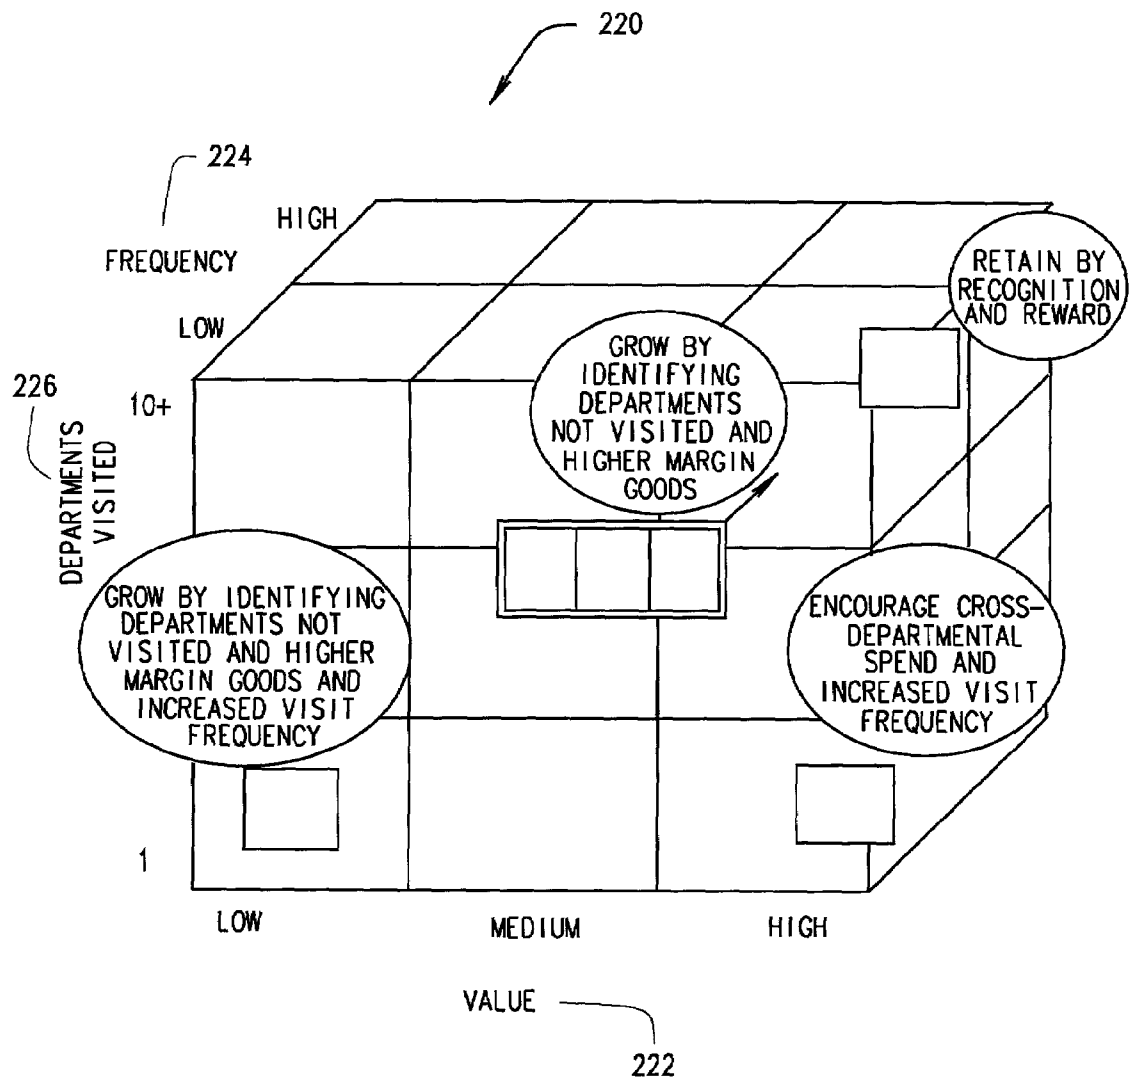 220
224
HIGH
FREQUENCY
LOW
RETAIN BY
RECOGNITION
AND REWARD
GROW BY
IDENTIFYING
DEPARTMENTS
NOT VISITED AND
HIGHER MARGIN
GOODS
226
10+
DEPARTMENTS
VISITED
GROW BY IDENTIFYING
DEPARTMENTS NOT
VISITED AND HIGHER
MARGIN GOODS AND
INCREASED VISIT
FREQUENCY
ENCOURAGE CROSS-
DEPARTMENTAL
SPEND AND
INCREASED VISIT
FREQUENCY
1
LOW
MEDIUM
HIGH
VALUE
222